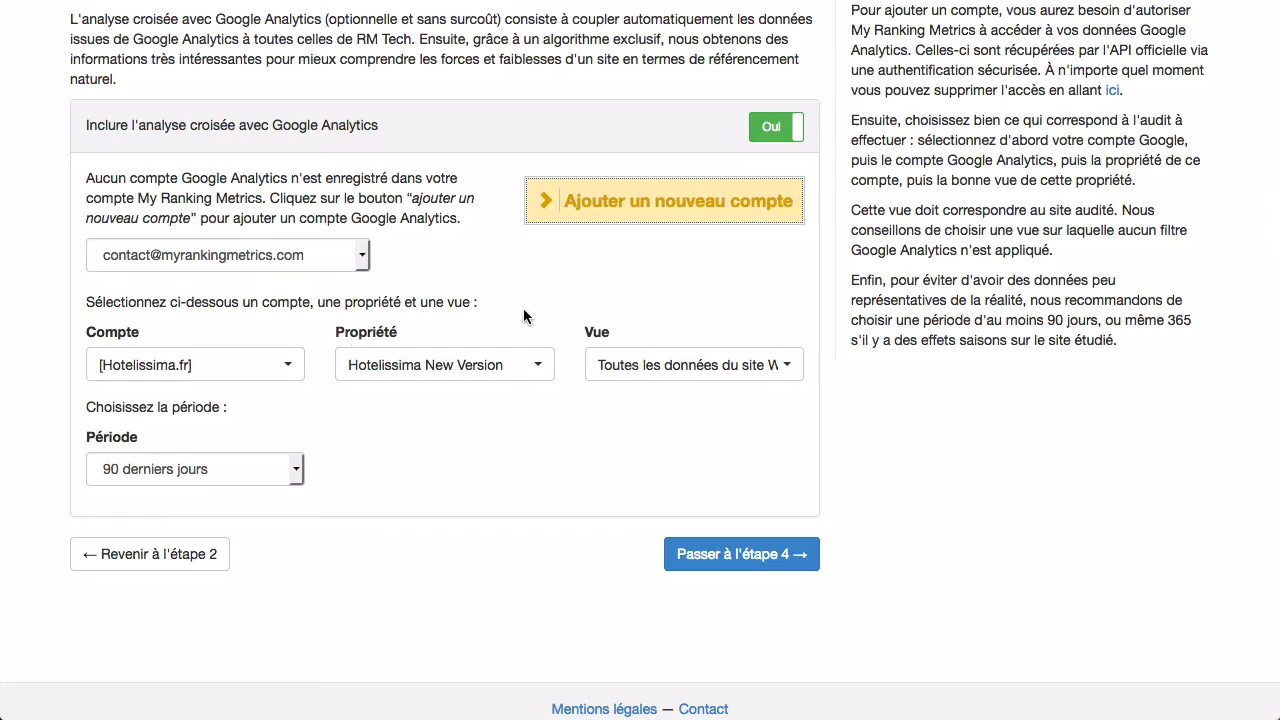 L'analyse croisée avec Google Analytics (optionnelle et sans surcoût) consiste à coupler automatiquement les données
issues de Google Analytics à toutes celles de RM Tech. Ensuite, grâce à un algorithme exclusif, nous obtenons des
informations très intéressantes pour mieux comprendre les forces et faiblesses d'un site en termes de référencement
naturel.
Inclure l'analyse croisée avec Google Analytics
Oui
Aucun compte Google Analytics n'est enregistré dans votre
compte My Ranking Metrics. Cliquez sur le bouton “ajouter un
nouveau compte” pour ajouter un compte Google Analytics.
Ajouter un nouveau compte
contact@myrankingmetrics.com
Sélectionnez ci-dessous un compte, une propriété et une vue :
Compte
Propriété
Vue
[Hotelissima.fr]
Hotelissima New Version
Toutes les données du site W
Choisissez la période :
Période
90 derniers jours
← Revenir à l'étape 2
Passer à l'étape 4 →
Pour ajouter un compte, vous aurez besoin d'autoriser
My Ranking Metrics à accéder à vos données Google
Analytics. Celles-ci sont récupérées par l'API officielle via
une authentification sécurisée. À n'importe quel moment
vous pouvez supprimer l'accès en allant ici.
Ensuite, choisissez bien ce qui correspond à l'audit à
effectuer : sélectionnez d'abord votre compte Google,
puis le compte Google Analytics, puis la propriété de ce
compte, puis la bonne vue de cette propriété.
Cette vue doit correspondre au site audité. Nous
conseillons de choisir une vue sur laquelle aucun filtre
Google Analytics n'est appliqué.
Enfin, pour éviter d'avoir des données peu
représentatives de la réalité, nous recommandons de
choisir une période d'au moins 90 jours, ou même 365
s'il y a des effets saisons sur le site étudié.
Mentions légales — Contact